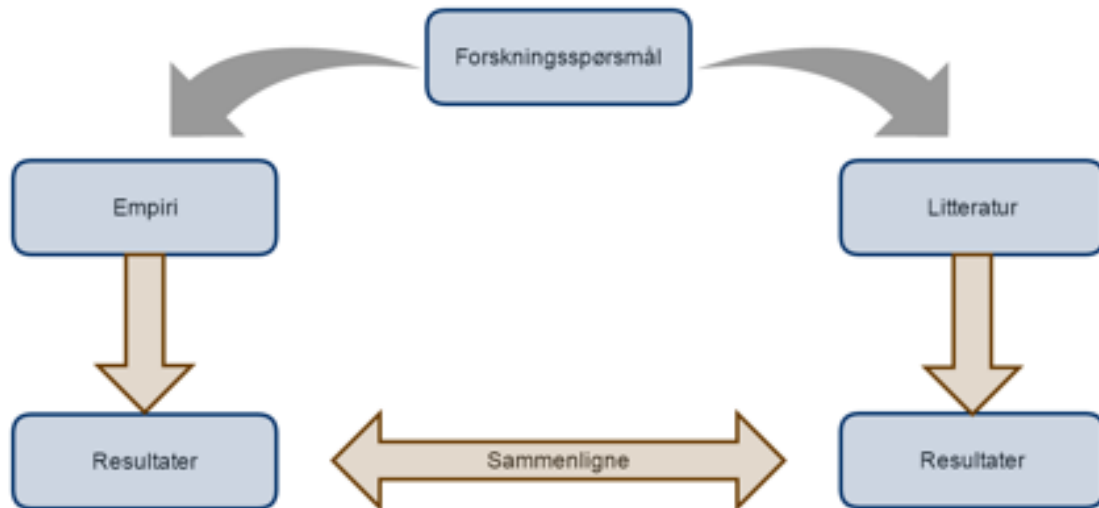 Forskningsspørsmål
Empiri
Litteratur
Resultater
Sammenligne
Resultater